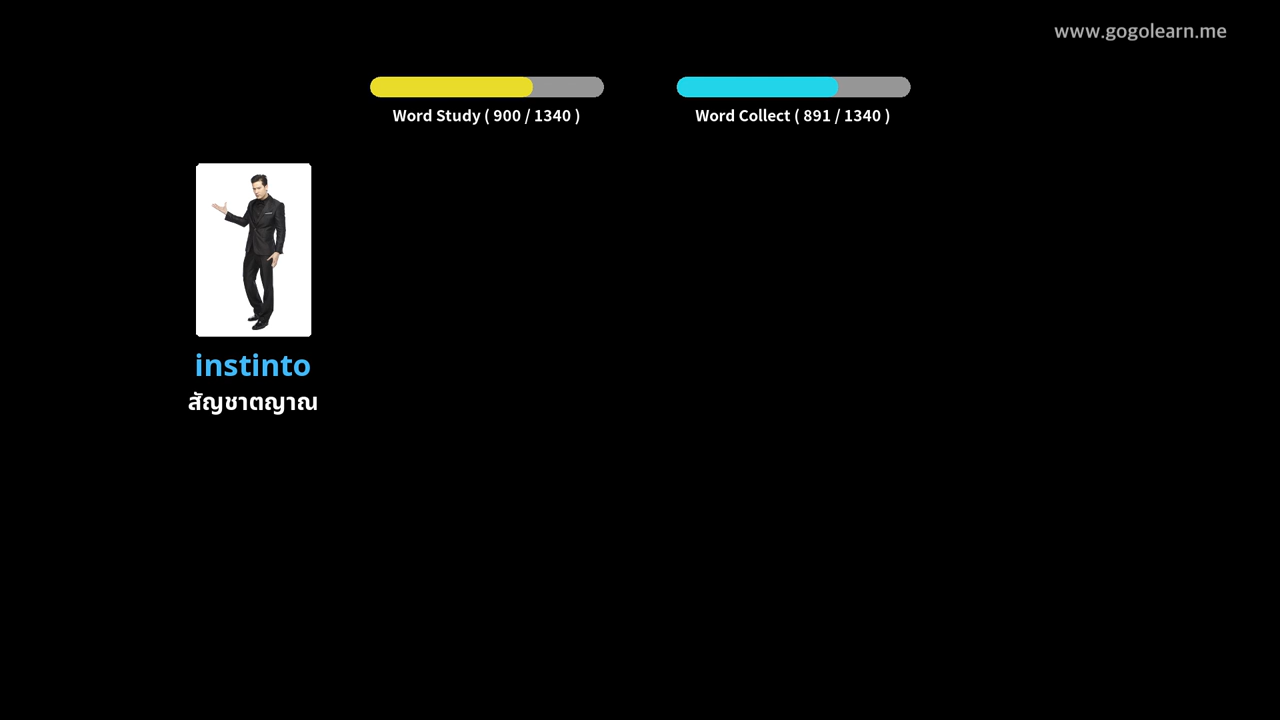 www.gogolearn.me
Word Study ( 900 / 1340 )
Word Collect ( 891 / 1340 )
instinto
สัญชาตญาณ